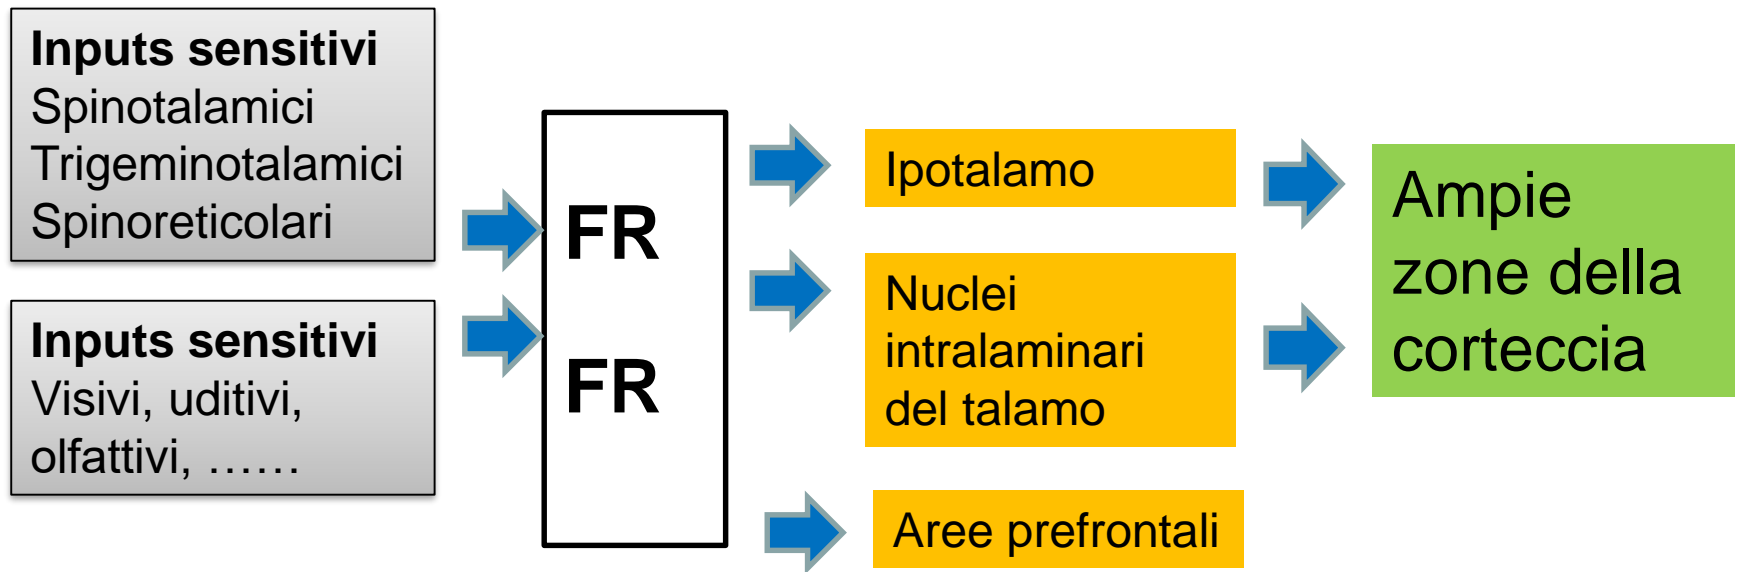 Inputs sensitivi
Spinotalamici
Trigeminotalamici
Spinoreticolari
Inputs sensitivi
Visivi, uditivi,
olfattivi, ……
FR
FR
Ipotalamo
Nuclei
intralaminari
del talamo
Aree prefrontali
Ampie
zone della
corteccia